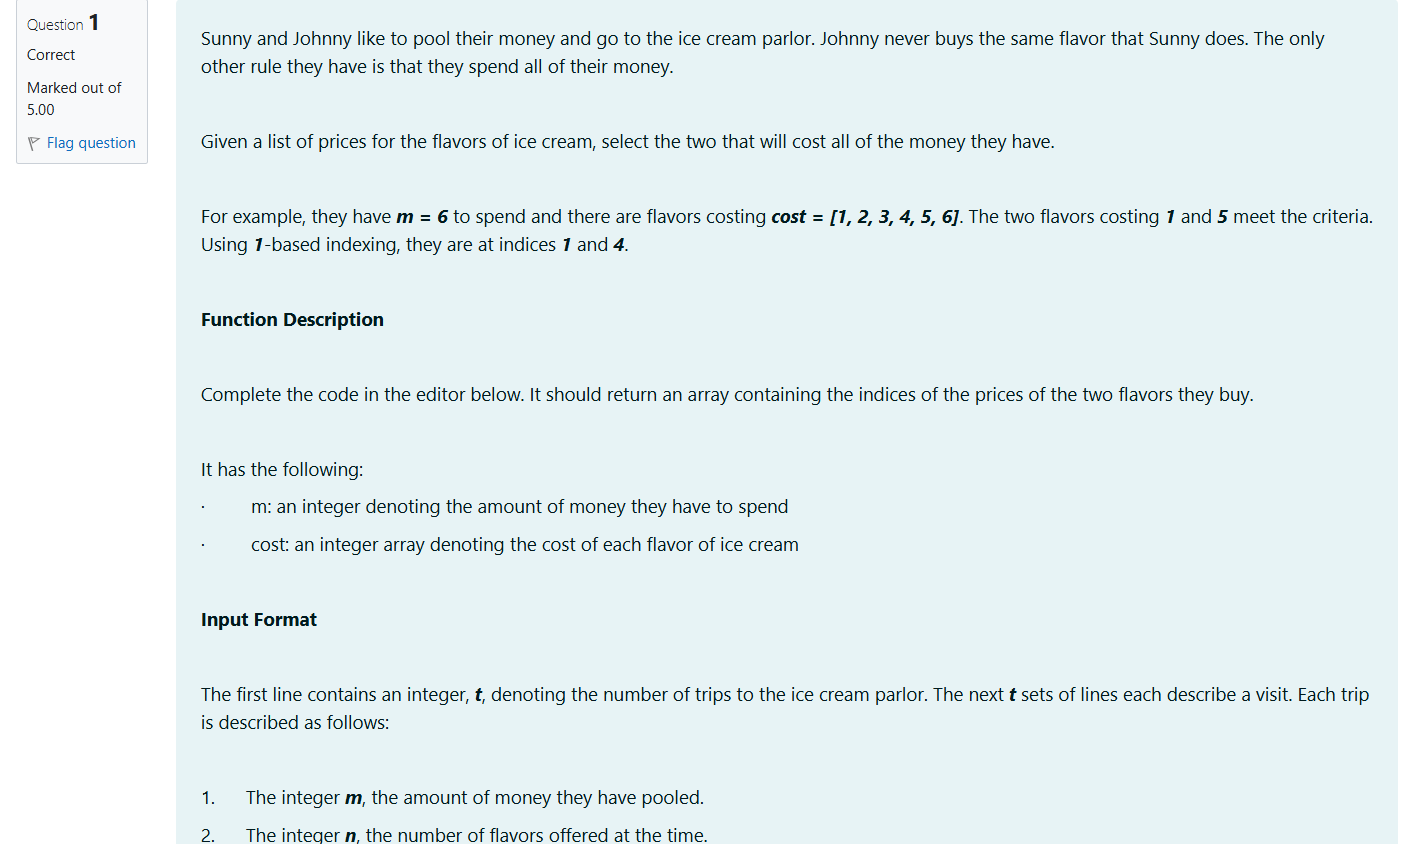 Question 1
Correct
Marked out of
5.00
Flag question
Sunny and Johnny like to pool their money and go to the ice cream parlor. Johnny never buys the same flavor that Sunny does. The only
other rule they have is that they spend all of their money.
Given a list of prices for the flavors of ice cream, select the two that will cost all of the money they have.
For example, they have m = 6 to spend and there are flavors costing cost = [1, 2, 3, 4, 5, 6]. The two flavors costing 1 and 5 meet the criteria.
Using 1-based indexing, they are at indices 1 and 4.
Function Description
Complete the code in the editor below. It should return an array containing the indices of the prices of the two flavors they buy.
It has the following:
· m: an integer denoting the amount of money they have to spend
· cost: an integer array denoting the cost of each flavor of ice cream
Input Format
The first line contains an integer, t, denoting the number of trips to the ice cream parlor. The next t sets of lines each describe a visit. Each trip
is described as follows:
1. The integer m, the amount of money they have pooled.
2. The integer n, the number of flavors offered at the time.